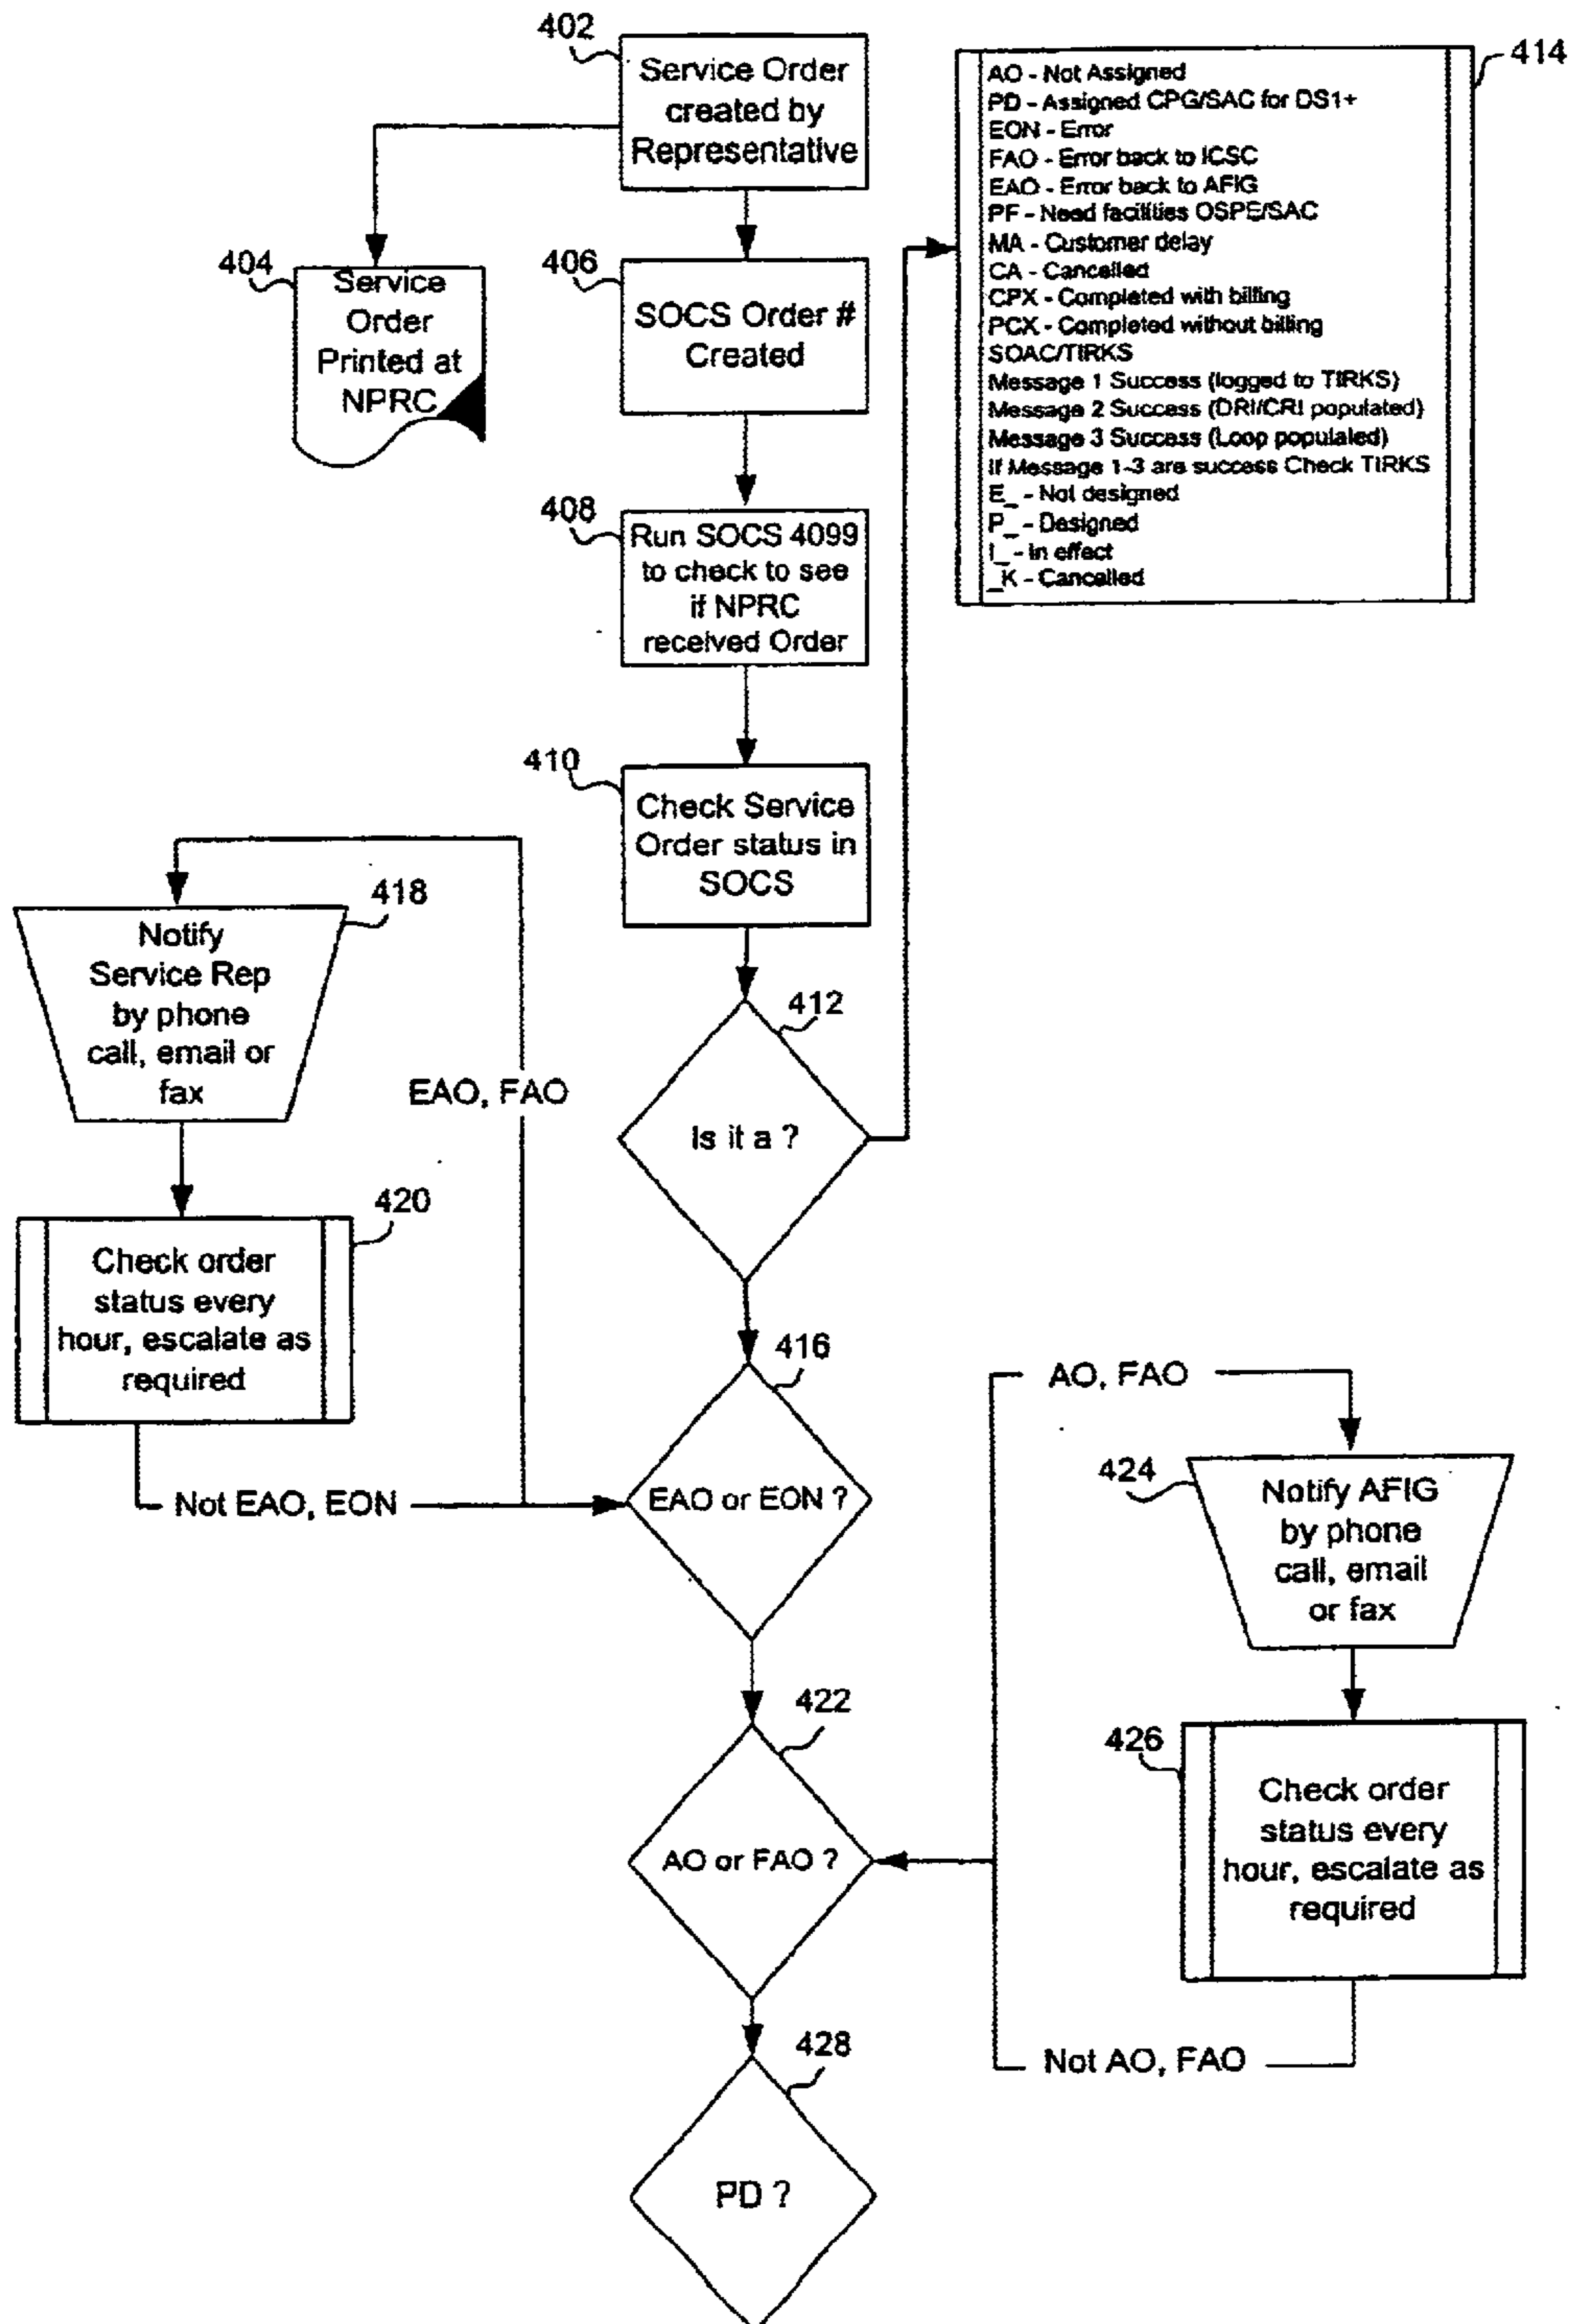 402
Service Order
created by
Representative
404
Service
Order
Printed at
NPRC
406
SOCS Order #
Created
408
Run SOCS 4099
to check to see
if NPRC
received Order
410
Check Service
Order status in
SOCS
412
Is it a ?
414
AO - Not Assigned
PD - Assigned CPG/SAC for DS1+
EON - Error
FAO - Error back to ICSC
EAO - Error back to AFIG
PF - Need facilities OSPE/SAC
MA - Customer delay
CA - Cancelled
CPX - Completed with billing
PCX - Completed without billing
SOAC/TIRKS
Message 1 Success (logged to TIRKS)
Message 2 Success (DRI/CRI populated)
Message 3 Success (Loop populated)
If Message 1-3 are success Check TIRKS
E_ - Not designed
P_ - Designed
I_ - In effect
_K - Cancelled
418
Notify
Service Rep
by phone
call, email or
fax
EAO, FAO
420
Check order
status every
hour, escalate as
required
Not EAO, EON
416
EAO or EON ?
AO, FAO
424
Notify AFIG
by phone
call, email
or fax
422
AO or FAO ?
426
Check order
status every
hour, escalate as
required
Not AO, FAO
428
PD ?